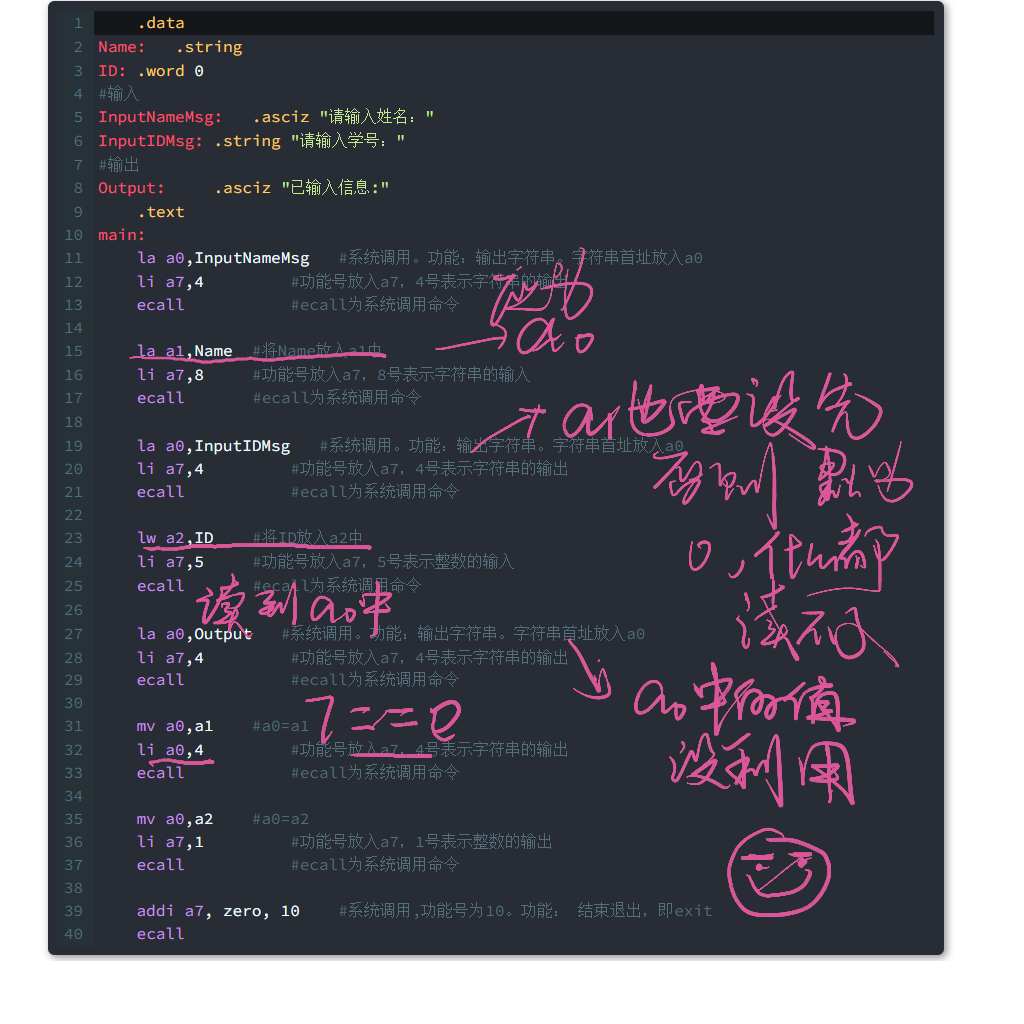 1 .data
2 Name: .string
3 ID: .word 0
4 #输入
5 InputNameMsg: .asciz "请输入姓名："
6 InputIDMsg: .string "请输入学号："
7 #输出
8 Output: .asciz "已输入信息:"
9 .text
10 main:
11 la a0,InputNameMsg #系统调用。功能：输出字符串。字符串首址放入a0
12 li a7,4 #功能号放入a7，4号表示字符串的输出
13 ecall #ecall为系统调用命令
应为
a0
14
15 la a1,Name #将Name放入a1中
16 li a7,8 #功能号放入a7，8号表示字符串的输入
17 ecall #ecall为系统调用命令
18
a1也要设先
19 la a0,InputIDMsg #系统调用。功能：输出字符串。字符串首址放入a0
20 li a7,4 #功能号放入a7，4号表示字符串的输出
否则默认为
21 ecall #ecall为系统调用命令
22
23 lw a2,ID #将ID放入a2中
0，什么都
24 li a7,5 #功能号放入a7，5号表示整数的输入
25 ecall #ecall为系统调用命令
26
读到a0中
读不
27 la a0,Output #系统调用。功能：输出字符串。字符串首址放入a0
28 li a7,4 #功能号放入a7，4号表示字符串的输出
29 ecall #ecall为系统调用命令
30
a0中的值
31 mv a0,a1 #a0=a1
没利用
32 li a0,4 #功能号放入a7，4号表示字符串的输出
33 ecall #ecall为系统调用命令
34
35 mv a0,a2 #a0=a2
36 li a7,1 #功能号放入a7，1号表示整数的输出
37 ecall #ecall为系统调用命令
38
39 addi a7, zero, 10 #系统调用,功能号为10。功能： 结束退出，即exit
40 ecall